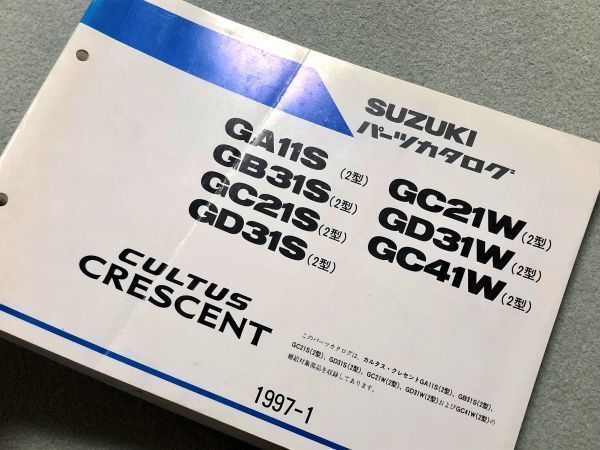 SUZUKI
パーツカタログ
GA11S(2型)
GB31S(2型)
GC21S(2型)
GD31S(2型)
GC21W(2型)
GD31W(2型)
GC41W(2型)
CULTUS
CRESCENT
このパーツカタログは、カルタス・クレセントGA11S(2型)、GB31S(2型)、
GC21S(2型)、GD31S(2型)、GC21W(2型)、GD31W(2型)およびGC41W(2型)の
補給対象部品を収録してあります。
1997-1